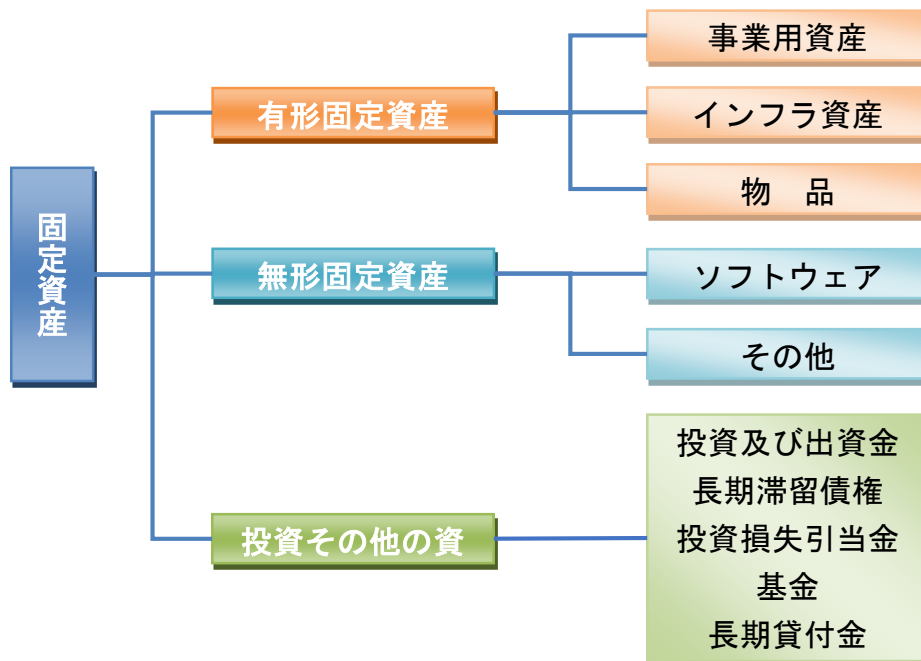 固定資産
有形固定資産
事業用資産
インフラ資産
物　品
無形固定資産
ソフトウェア
その他
投資その他の資
投資及び出資金
長期滞留債権
投資損失引当金
基金
長期貸付金